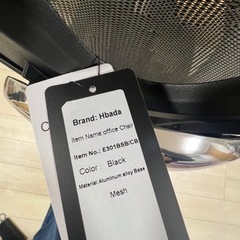 Brand: Hbada
Item Name:office Chair
Item No.: E301BSB/CB
Color : Black
Material:Aluminum alloy Base
Mesh